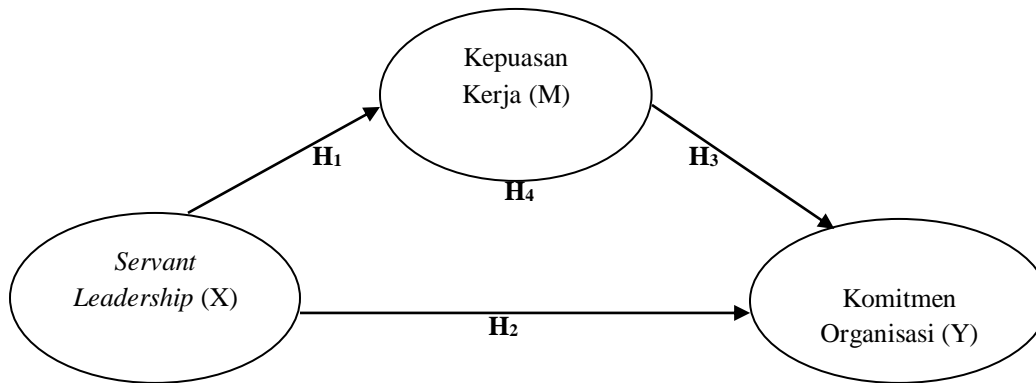 Kepuasan
Kerja (M)
H1
H3
H4
Servant
Leadership (X)
H2
Komitmen
Organisasi (Y)